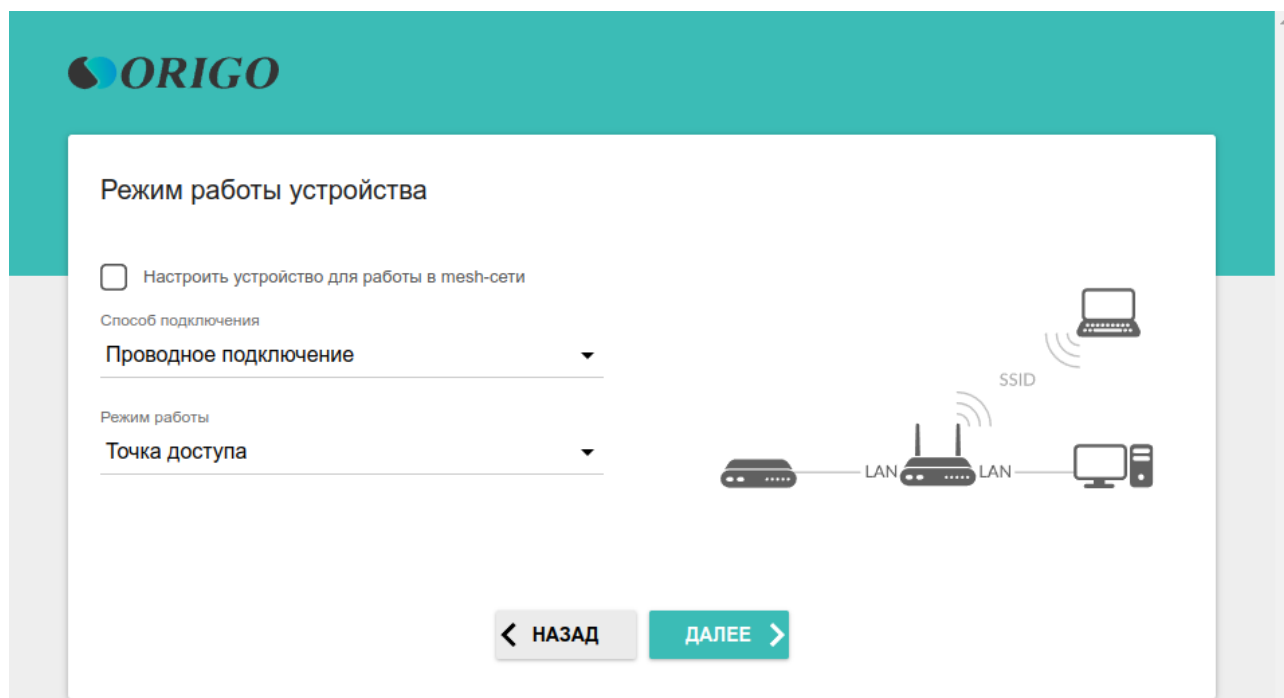 ORIGO
Режим работы устройства
Настроить устройство для работы в mesh-сети
Способ подключения
Проводное подключение
SSID
Режим работы
Точка доступа
LAN
LAN
НАЗАД
ДАЛЕЕ